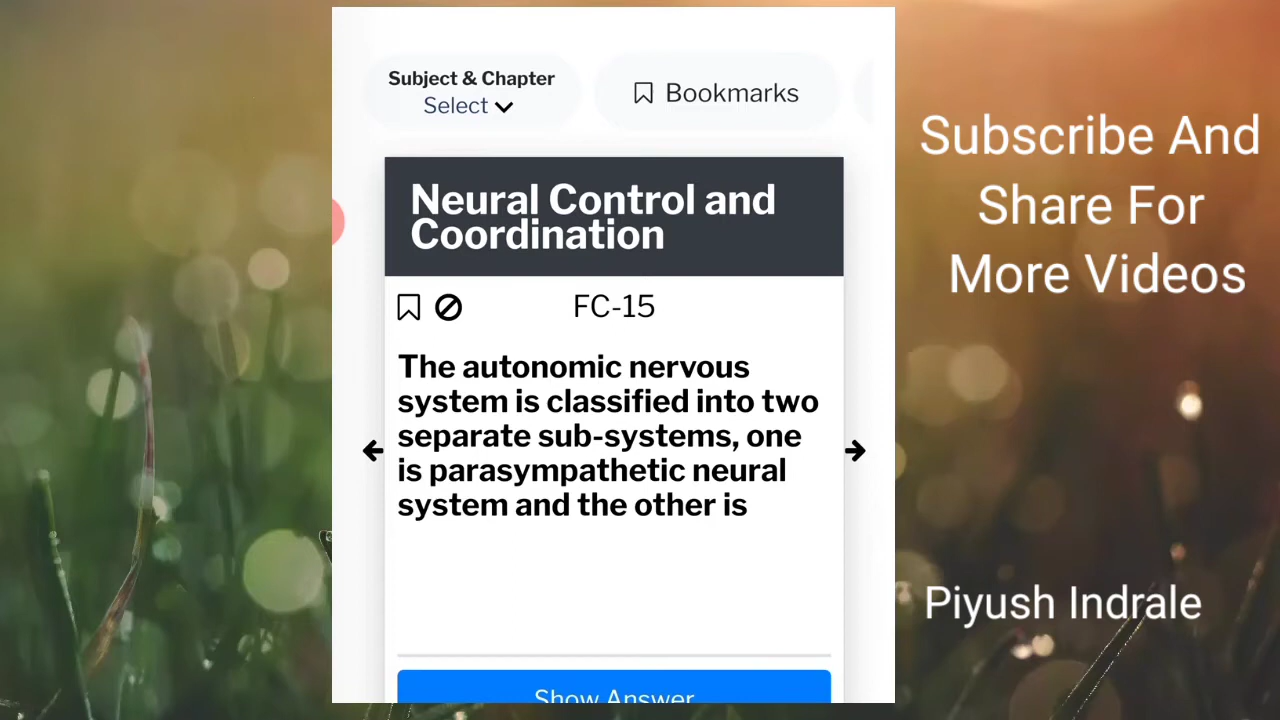 Subject & Chapter
Select
Bookmarks
Neural Control and
Coordination
FC-15
The autonomic nervous
system is classified into two
separate sub-systems, one
is parasympathetic neural
system and the other is
Show Answer
Subscribe And
Share For
More Videos
Piyush Indrale